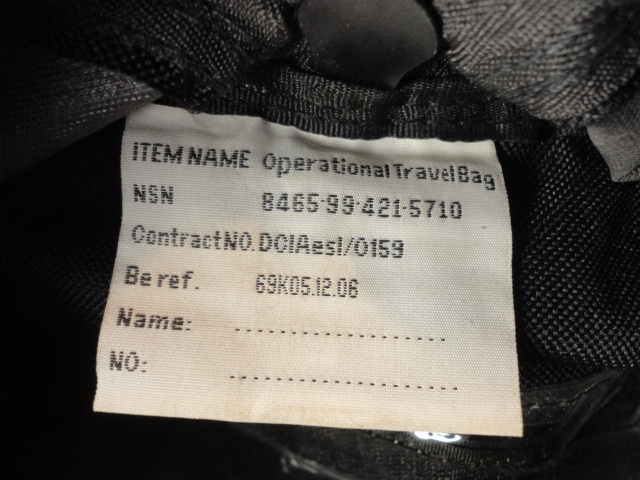 ITEM NAME Operational Travel Bag
NSN 8465-99-421-5710
Contract NO. DCIAesI/0159
Be ref. 69K05.12.06
Name: ....................
NO: ....................